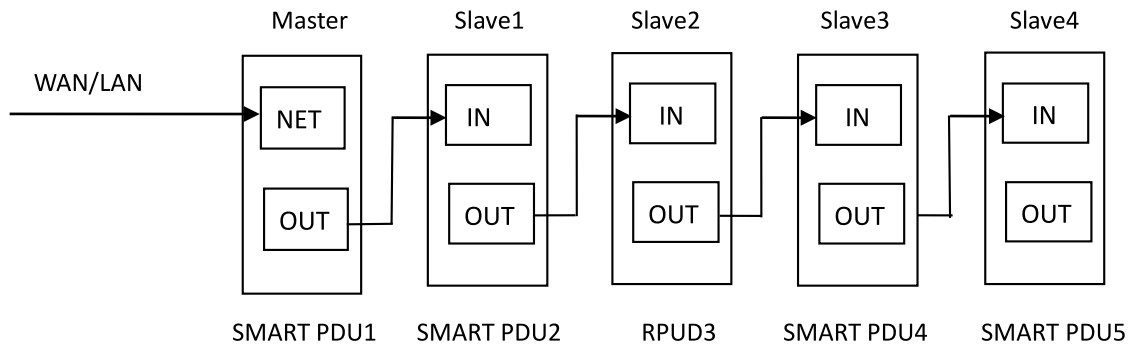 Master Slave1 Slave2 Slave3 Slave4
WAN/LAN
NET IN IN IN IN
OUT OUT OUT OUT OUT
SMART PDU1 SMART PDU2 RPUD3 SMART PDU4 SMART PDU5